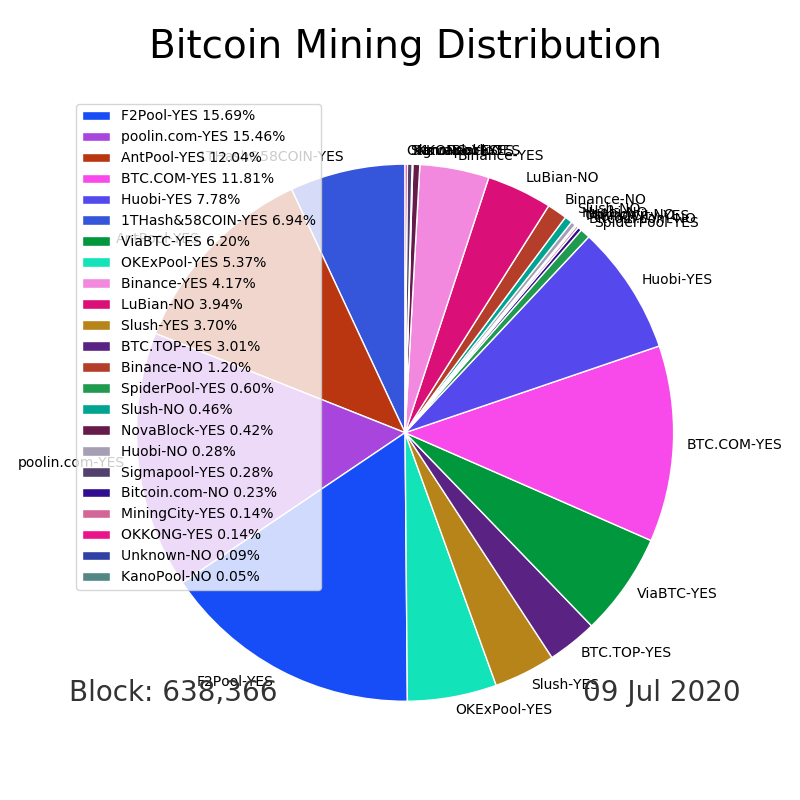 Bitcoin Mining Distribution
F2Pool-YES 15.69%
poolin.com-YES 15.46%
AntPool-YES 12.04%
BTC.COM-YES 11.81%
Huobi-YES 7.78%
1THash&58COIN-YES 6.94%
ViaBTC-YES 6.20%
OKExPool-YES 5.37%
Binance-YES 4.17%
LuBian-NO 3.94%
Slush-YES 3.70%
BTC.TOP-YES 3.01%
Binance-NO 1.20%
SpiderPool-YES 0.60%
Slush-NO 0.46%
NovaBlock-YES 0.42%
Huobi-NO 0.28%
Sigmapool-YES 0.28%
Bitcoin.com-NO 0.23%
MiningCity-YES 0.14%
OKKONG-YES 0.14%
Unknown-NO 0.09%
KanoPool-NO 0.05%
1THash&58COIN-YES
Binance-YES
LuBian-NO
Binance-NO
Slush-NO
SpiderPool-YES
AntPool-YES
Huobi-YES
BTC.COM-YES
poolin.com-YES
ViaBTC-YES
BTC.TOP-YES
F2Pool-YES
Slush-YES
OKExPool-YES
Block: 638,366
09 Jul 2020